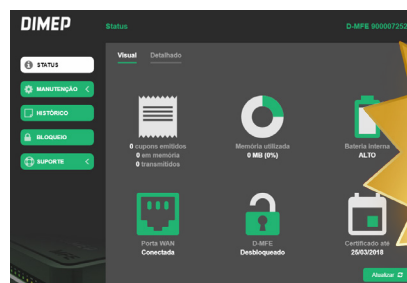 DIMEP
Status
D-MFE 900007252
Visual Detalhado
STATUS
MANUTENÇÃO
HISTÓRICO
BLOQUEIO
SUPORTE
0 cupons emitidos
0 em memória
0 transmitidos
Memória utilizada
0 MB (0%)
Bateria interna
ALTO
Porta WAN
Conectada
D-MFE
Desbloqueado
Certificado até
25/03/2018
Atualizar